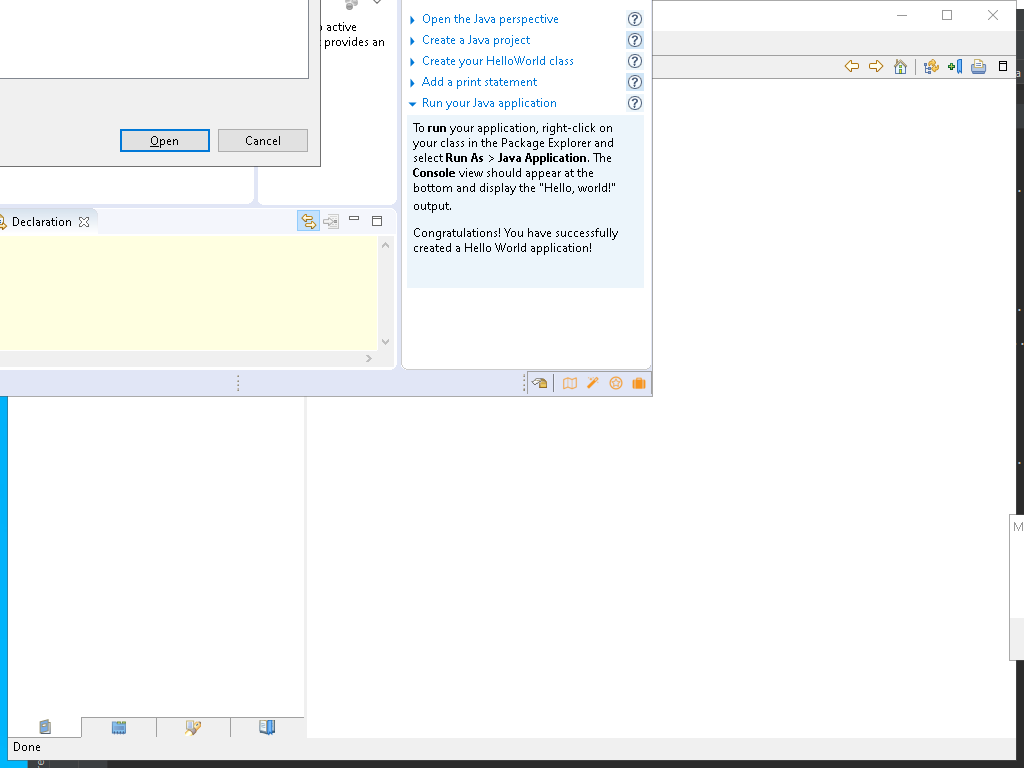 active
provides an
Open
Cancel
Declaration
Open the Java perspective
Create a Java project
Create your HelloWorld class
Add a print statement
Run your Java application
To run your application, right-click on
your class in the Package Explorer and
select Run As > Java Application. The
Console view should appear at the
bottom and display the "Hello, world!"
output.
Congratulations! You have successfully
created a Hello World application!
Done